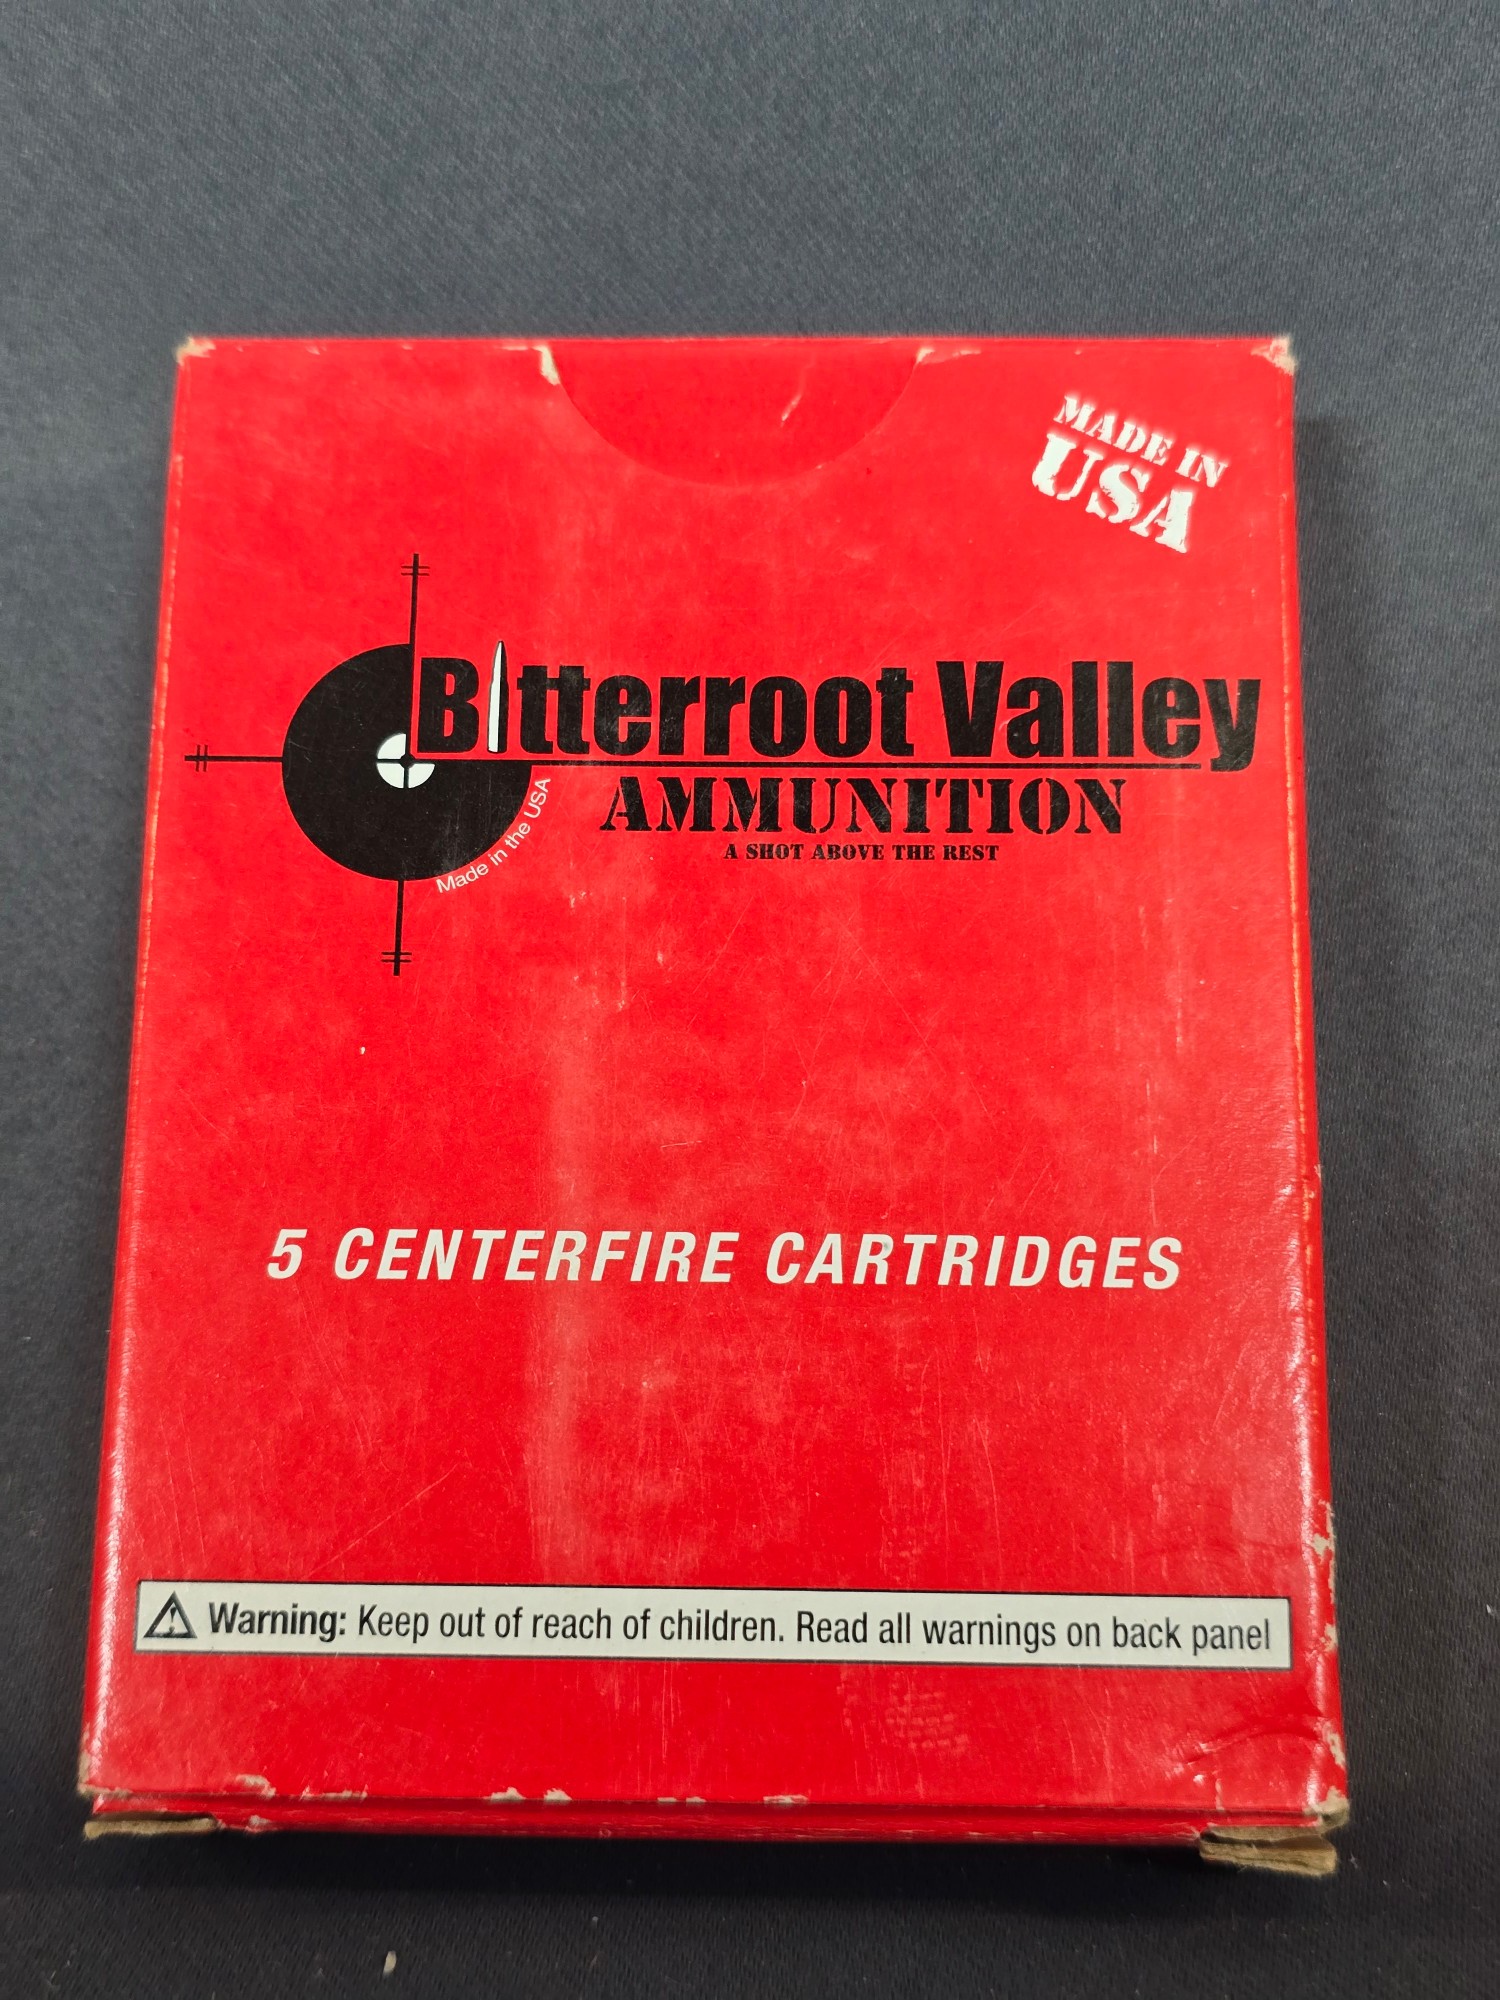 MADE IN
USA
Bitterroot Valley
AMMUNITION
A SHOT ABOVE THE REST
Made in the USA
5 CENTERFIRE CARTRIDGES
Warning: Keep out of reach of children. Read all warnings on back panel